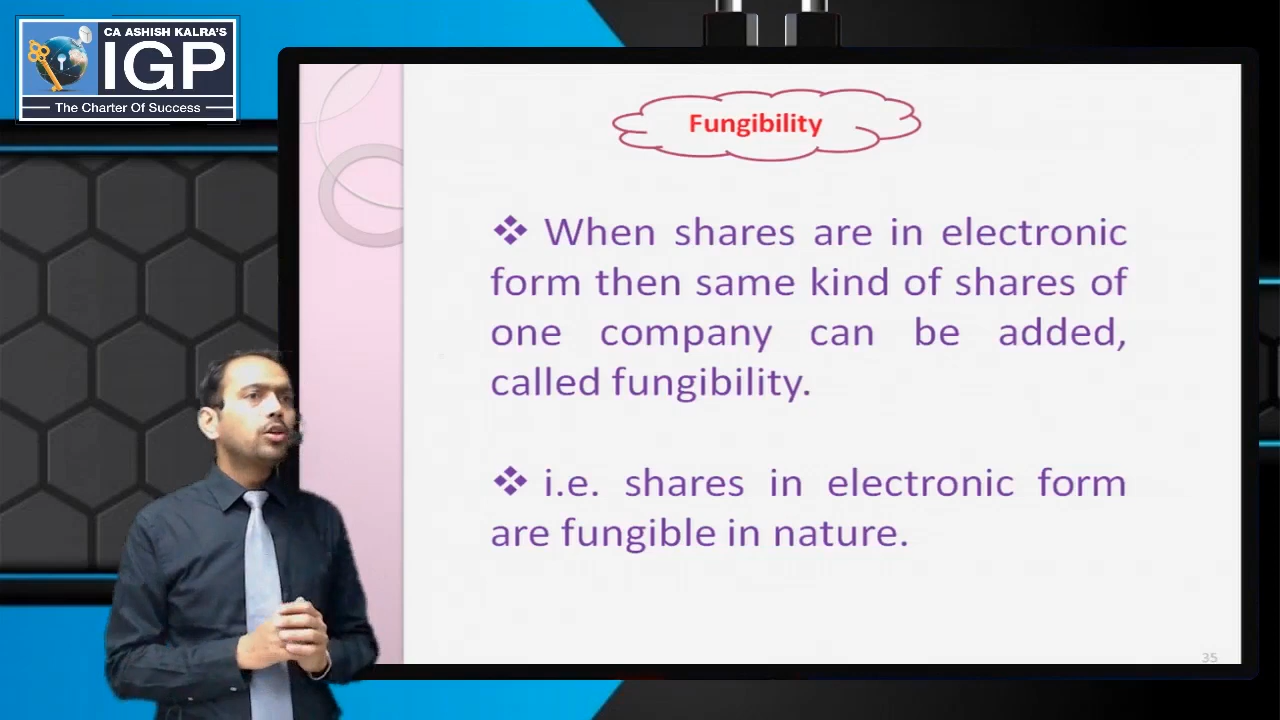 CA ASHISH KALRA'S
IGP
The Charter Of Success
Fungibility
❖ When shares are in electronic
form then same kind of shares of
one company can be added,
called fungibility.
❖ i.e. shares in electronic form
are fungible in nature.
35